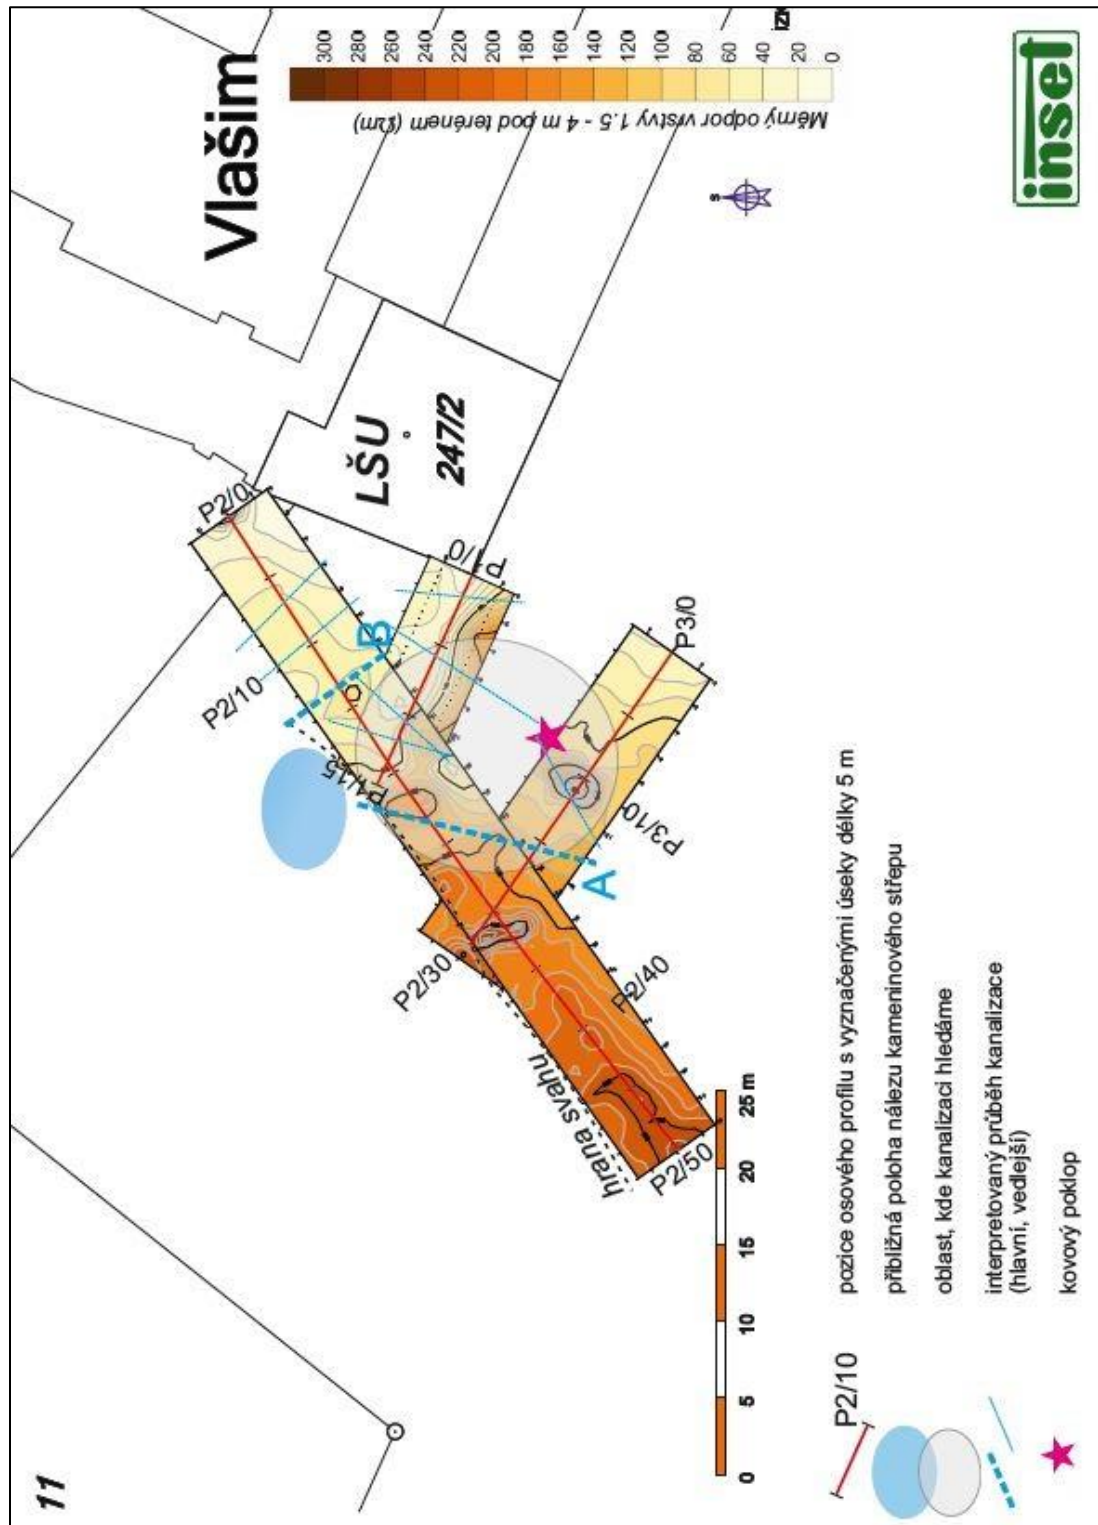 11
Vlašim
300
280
260
240
220
200
180
160
140
120
100
80
60
40
20
0
Měrný odpor vrstvy 1.5 - 4 m pod terénem (Ωm)
s
inset
LŠU
247/2
P2/0
P1/0
B
P2/10
P1/15
P3/0
P3/10
A
P2/30
P2/40
hrana svahu
P2/50
0
5
10
15
20
25 m
P2/10
pozice osového profilu s vyznačenými úseky délky 5 m
přibližná poloha nálezu kameninového střepu
oblast, kde kanalizaci hledáme
interpretovaný průběh kanalizace
(hlavní, vedlejší)
kovový poklop